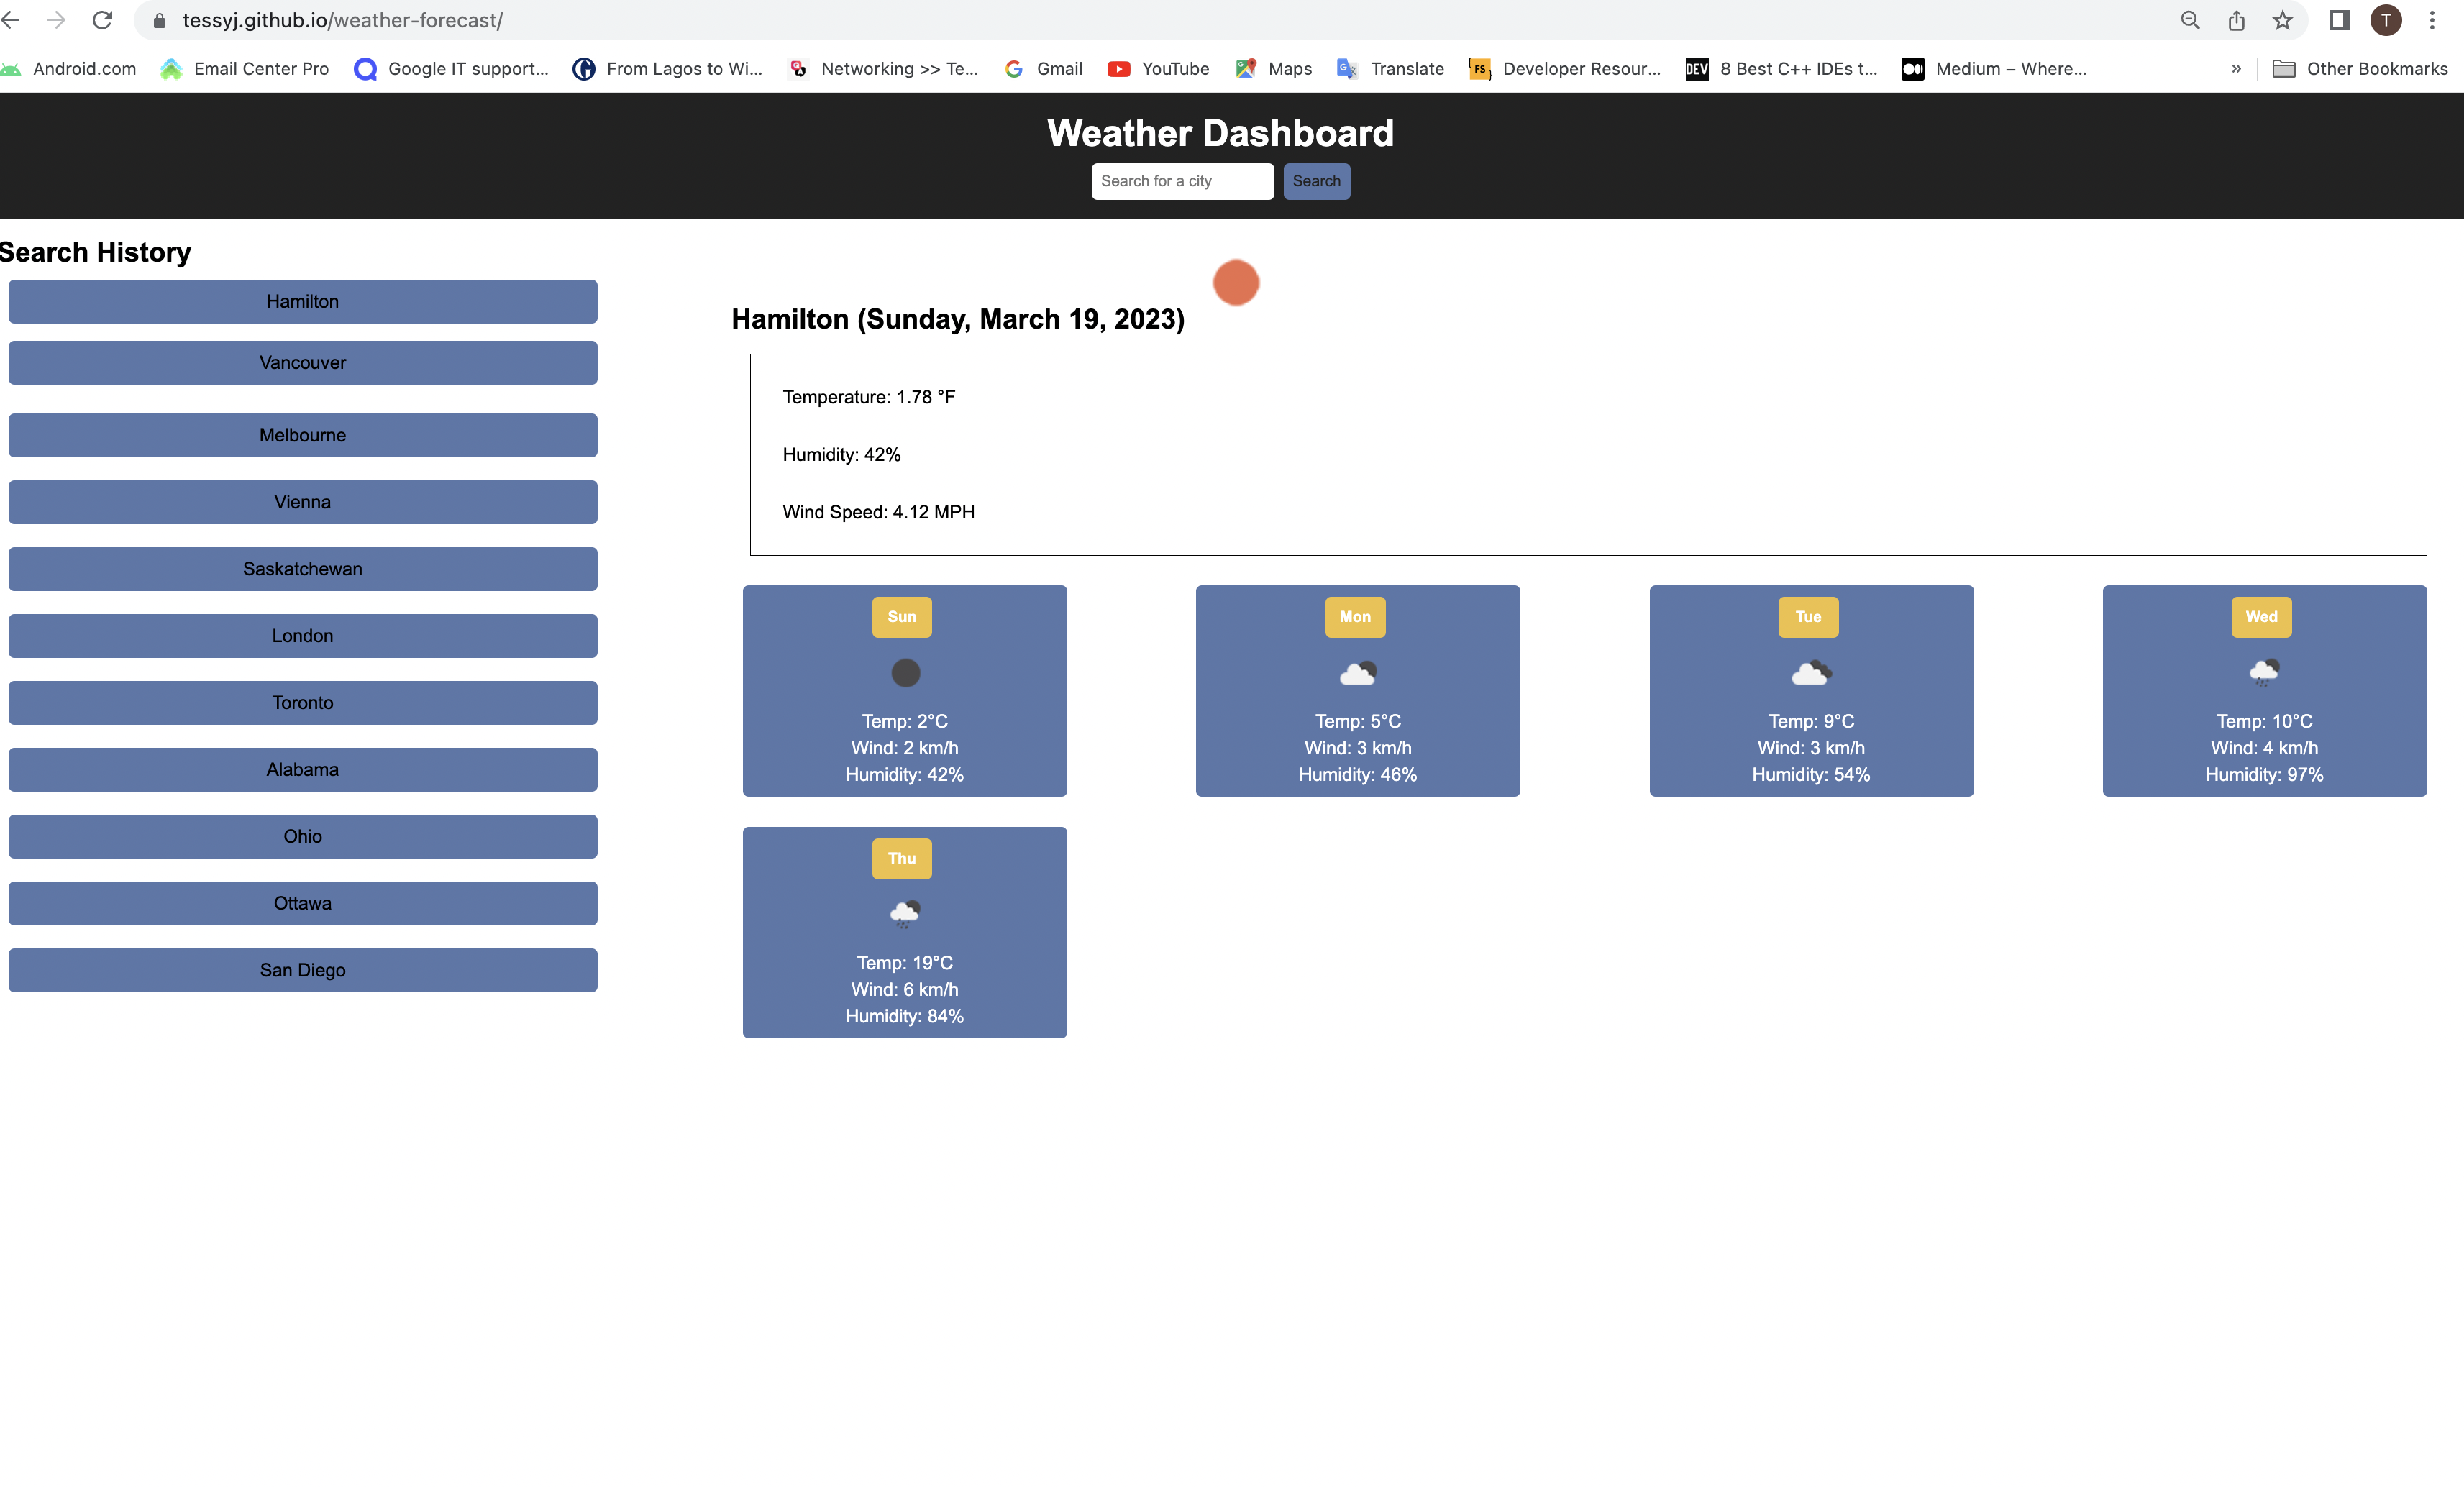 tessyj.github.io/weather-forecast/
T
Android.com Email Center Pro Google IT support... From Lagos to Wi... Networking >> Te... Gmail YouTube Maps Translate Developer Resour... 8 Best C++ IDEs t... Medium – Where... » Other Bookmarks
Weather Dashboard
Search for a city Search
Search History
Hamilton
Vancouver
Melbourne
Vienna
Saskatchewan
London
Toronto
Alabama
Ohio
Ottawa
San Diego
Hamilton (Sunday, March 19, 2023)
Temperature: 1.78 °F
Humidity: 42%
Wind Speed: 4.12 MPH
Sun
Temp: 2°C
Wind: 2 km/h
Humidity: 42%
Mon
Temp: 5°C
Wind: 3 km/h
Humidity: 46%
Tue
Temp: 9°C
Wind: 3 km/h
Humidity: 54%
Wed
Temp: 10°C
Wind: 4 km/h
Humidity: 97%
Thu
Temp: 19°C
Wind: 6 km/h
Humidity: 84%